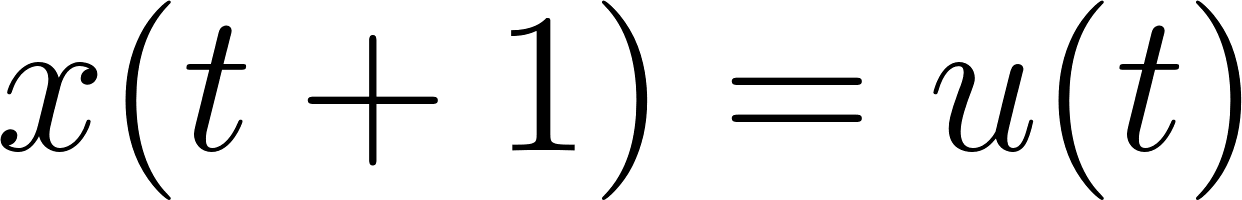 x(t + 1) = u(t)